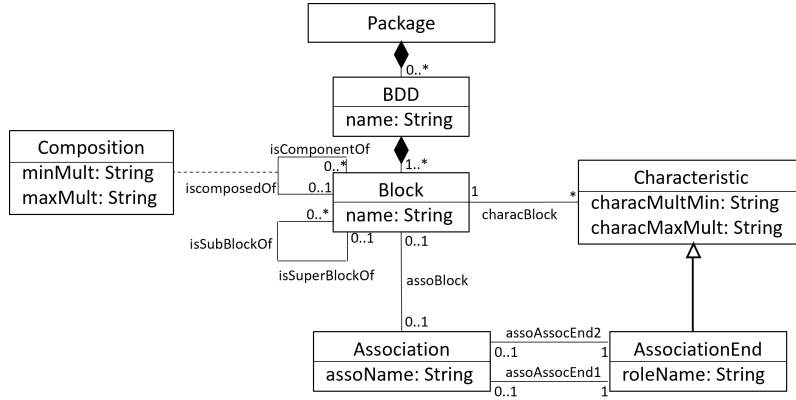 Package
0..*
BDD
name: String
Composition
minMult: String
maxMult: String
isComponentOf
0..*
1..*
iscomposedOf
0..1
Block
name: String
1
*
characBlock
Characteristic
characMultMin: String
characMaxMult: String
0..*
isSubBlockOf
0..1
0..1
isSuperBlockOf
assoBlock
0..1
Association
assoName: String
assoAssocEnd2
0..1
1
assoAssocEnd1
0..1
1
AssociationEnd
roleName: String